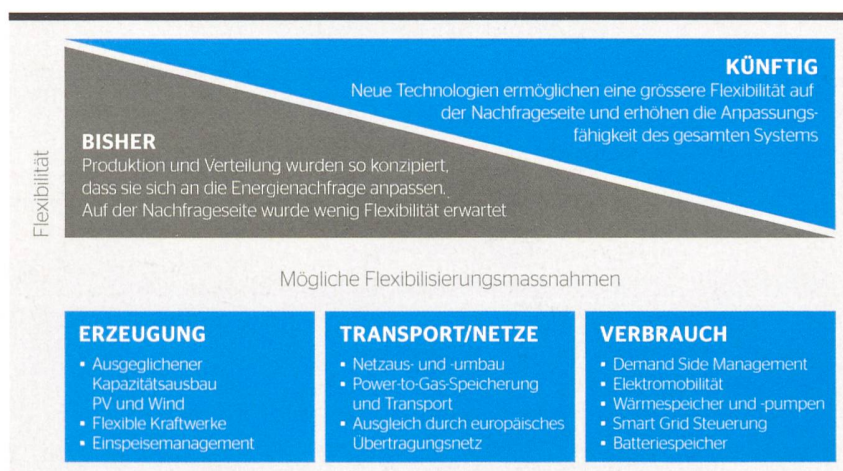 KÜNFTIG
Neue Technologien ermöglichen eine grössere Flexibilität auf
der Nachfrageseite und erhöhen die Anpassungs-
fähigkeit des gesamten Systems
BISHER
Produktion und Verteilung wurden so konzipiert,
dass sie sich an die Energienachfrage anpassen.
Auf der Nachfrageseite wurde wenig Flexibilität erwartet
Flexibilität
Mögliche Flexibilisierungsmassnahmen
ERZEUGUNG
▪ Ausgeglichener
Kapazitätsausbau
PV und Wind
▪ Flexible Kraftwerke
▪ Einspeisemanagement
TRANSPORT/NETZE
▪ Netzaus- und -umbau
▪ Power-to-Gas-Speicherung
und Transport
▪ Ausgleich durch europäisches
Übertragungsnetz
VERBRAUCH
▪ Demand Side Management
▪ Elektromobilität
▪ Wärmespeicher und -pumpen
▪ Smart Grid Steuerung
▪ Batteriespeicher